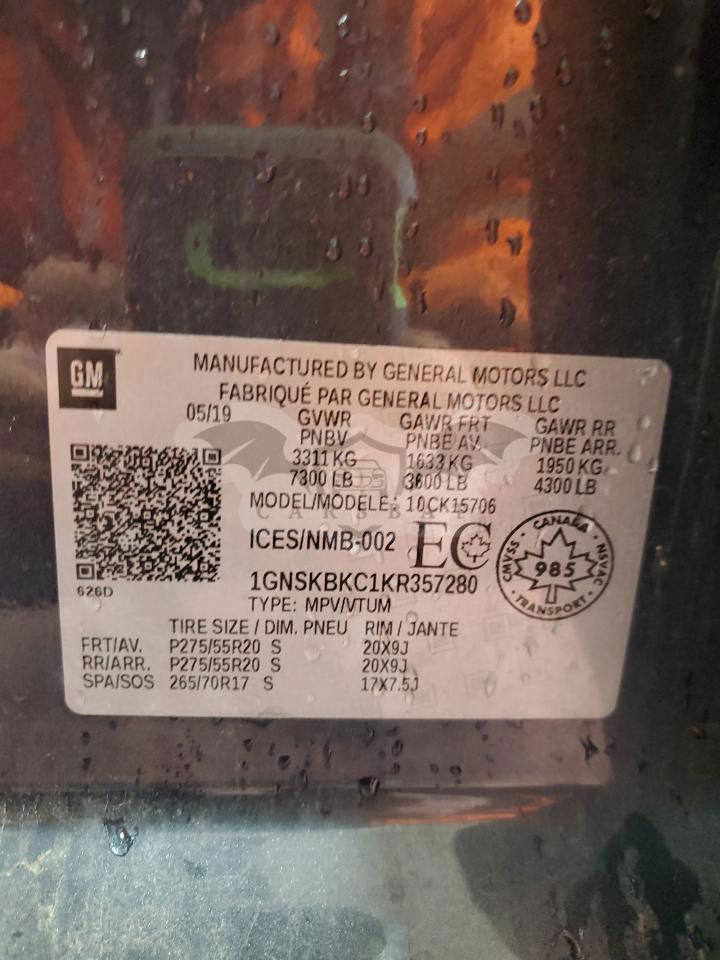 GM
MANUFACTURED BY GENERAL MOTORS LLC
FABRIQUÉ PAR GENERAL MOTORS LLC
05/19 GVWR GAWR FRT GAWR RR
PNBV PNBE AV. PNBE ARR.
3311 KG 1633 KG 1950 KG
7300 LB 3600 LB 4300 LB
MODEL/MODELE: 10CK15706
CARSBAT
ICES/NMB-002 EC
1GNSKBKC1KR357280
TYPE: MPV/VTUM
CANADA
CMVSS 985 NSVAC
TRANSPORT
626D
TIRE SIZE / DIM. PNEU RIM / JANTE
FRT/AV. P275/55R20 S 20X9J
RR/ARR. P275/55R20 S 20X9J
SPA/SOS 265/70R17 S 17X7.5J